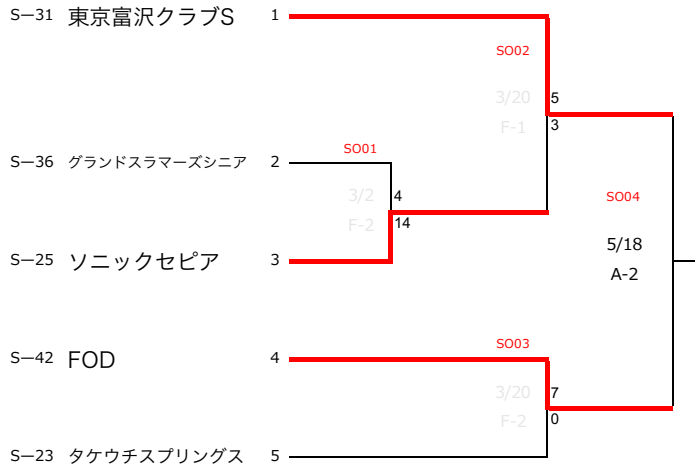 S−31 東京富沢クラブS 1
SO02
3/20 5
F-1 3
S−36 グランドスラマーズシニア 2
SO01
3/2 4
F-2 14
SO04
5/18
A-2
S−25 ソニックセピア 3
S−42 FOD 4
SO03
3/20 7
F-2 0
S−23 タケウチスプリングス 5